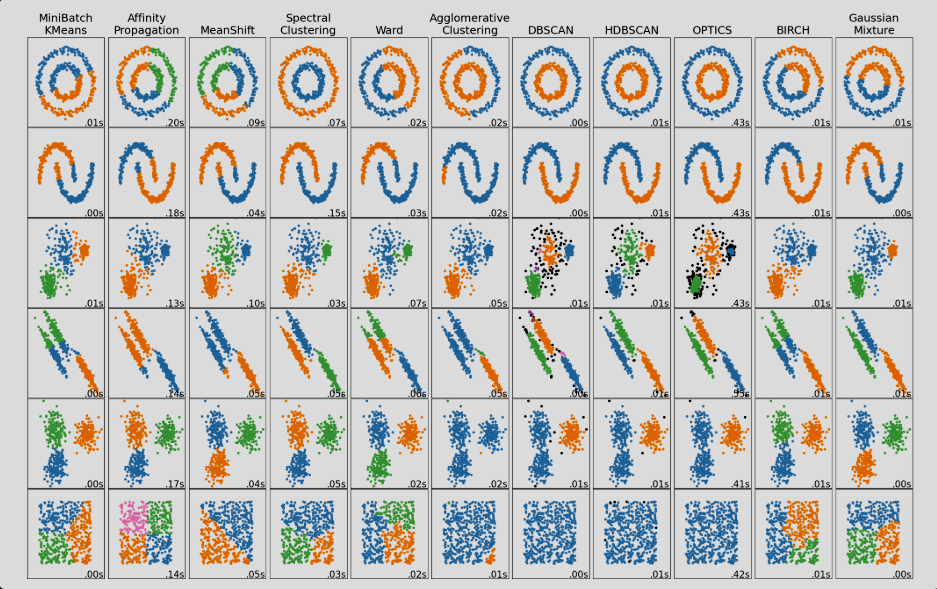 MiniBatch
KMeans
Affinity
Propagation
MeanShift
Spectral
Clustering
Ward
Agglomerative
Clustering
DBSCAN
HDBSCAN
OPTICS
BIRCH
Gaussian
Mixture
.01s .20s .09s .07s .02s .02s .00s .01s .43s .01s .01s
.00s .18s .04s .15s .03s .02s .00s .01s .43s .01s .00s
.01s .13s .10s .03s .07s .05s .01s .01s .43s .01s .01s
.00s .14s .05s .05s .06s .05s .00s .01s .01s .01s
.00s .17s .04s .05s .02s .02s .01s .01s .41s .01s .00s
.00s .14s .05s .03s .02s .01s .00s .01s .42s .01s .00s